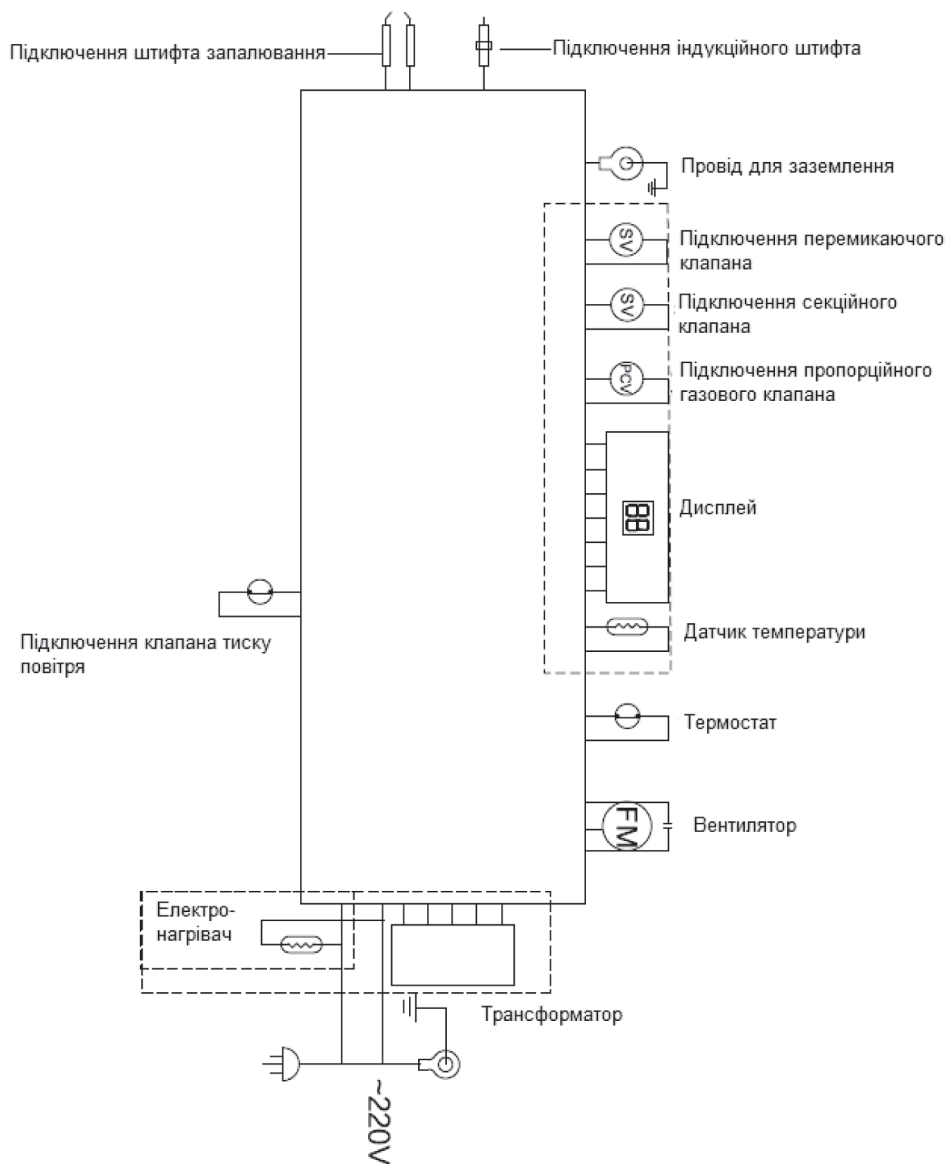 Підключення штифта запалювання
Підключення індукційного штифта
Провід для заземлення
SV
Підключення перемикаючого
клапана
SV
Підключення секційного
клапана
PCV
Підключення пропорційного
газового клапана
88
Дисплей
Підключення клапана тиску
повітря
Датчик температури
Термостат
FM
Вентилятор
Електро-
нагрівач
Трансформатор
~220V